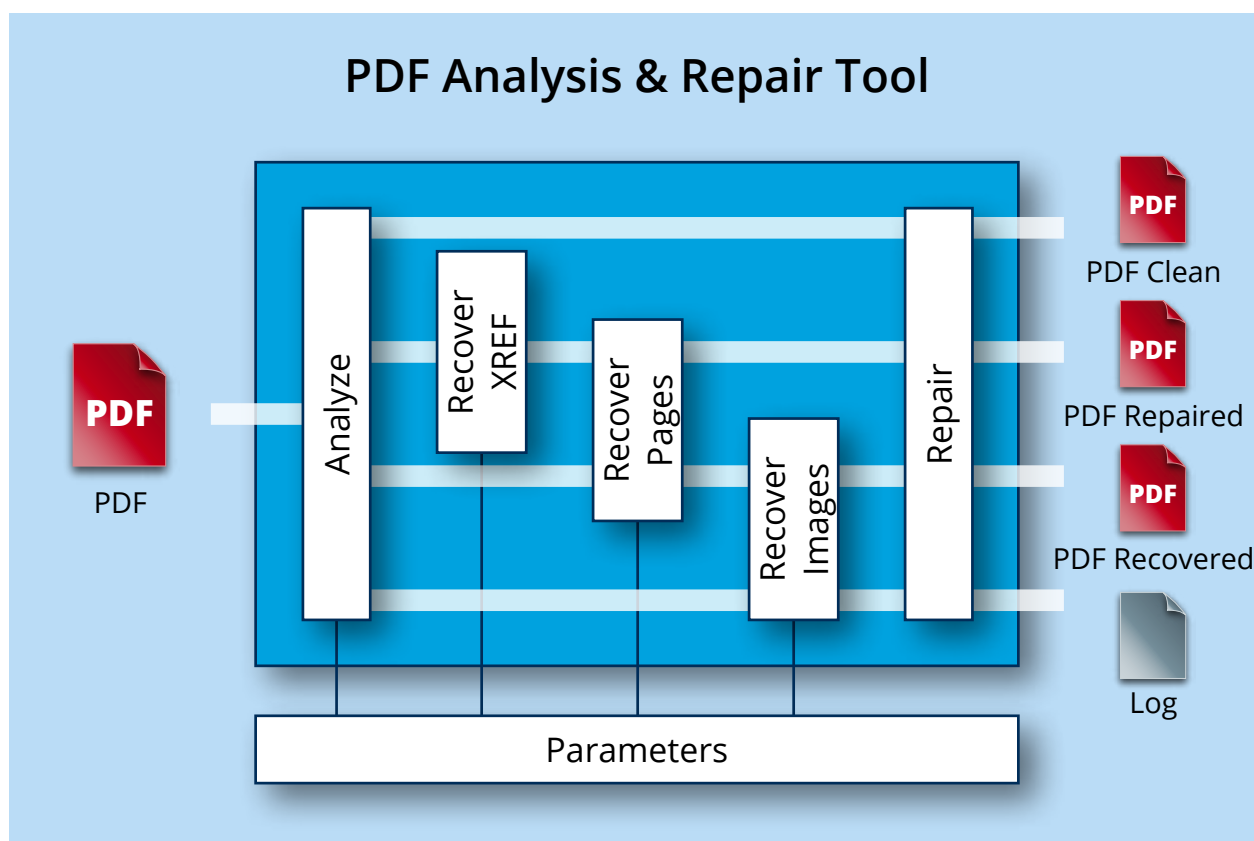 PDF Analysis & Repair Tool
PDF
PDF
Analyze
Recover
XREF
Recover
Pages
Recover
Images
Repair
PDF
PDF Clean
PDF
PDF Repaired
PDF
PDF Recovered
Log
Parameters